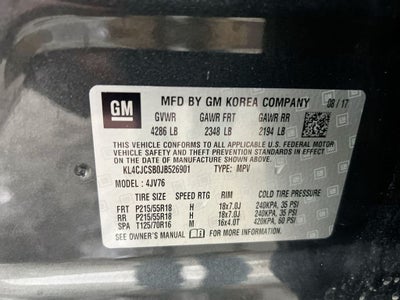 GM
MFD BY GM KOREA COMPANY 08/17
GVWR GAWR FRT GAWR RR
4286 LB 2348 LB 2194 LB
THIS VEHICLE CONFORMS TO ALL APPLICABLE U.S. FEDERAL
MOTOR VEHICLE SAFETY, BUMPER, AND THEFT PREVENTION
STANDARDS IN EFFECT ON THE DATE OF MANUFACTURE SHOWN ABOVE.
KL4CJCSB0JB526901 TYPE: MPV
MODEL: 4JV76
TIRE SIZE SPEED RTG RIM COLD TIRE PRESSURE
FRT P215/55R18 H 18x7.0J 240KPA, 35 PSI
RR P215/55R18 H 18x7.0J 240KPA, 35 PSI
SPA T125/70R16 M 16x4.0T 420KPA, 60 PSI
SEE OWNER'S MANUAL FOR MORE INFORMATION.